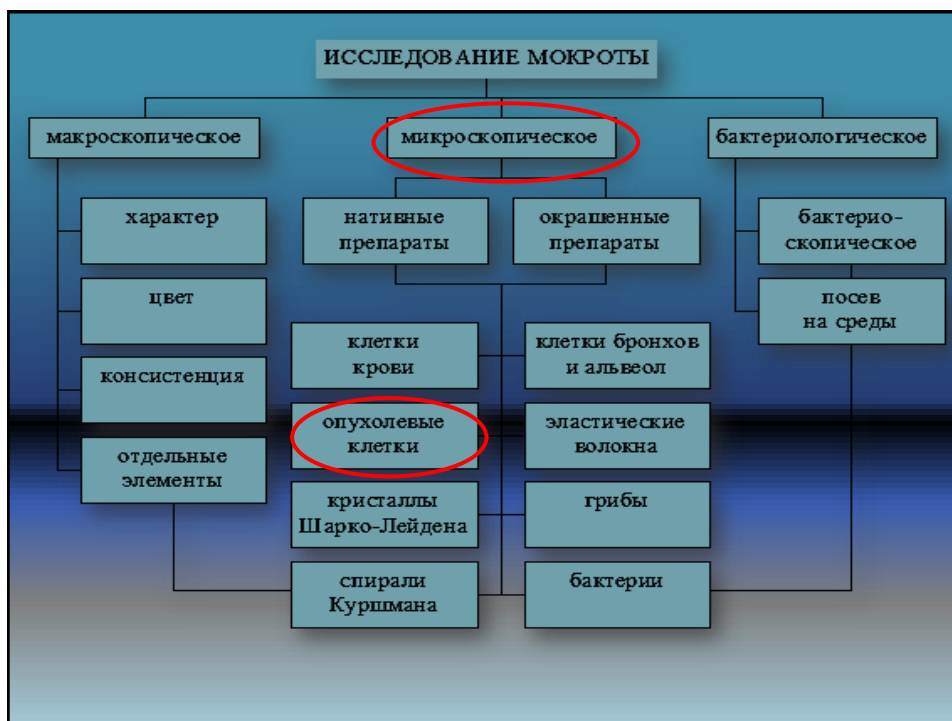 ИССЛЕДОВАНИЕ МОКРОТЫ
макроскопическое
микроскопическое
бактериологическое
характер
цвет
консистенция
отдельные
элементы
нативные
препараты
окрашенные
препараты
клетки
крови
клетки бронхов
и альвеол
опухолевые
клетки
эластические
волокна
кристаллы
Шарко-Лейдена
грибы
спирали
Куршмана
бактерии
бактерио-
скопическое
посев
на среды